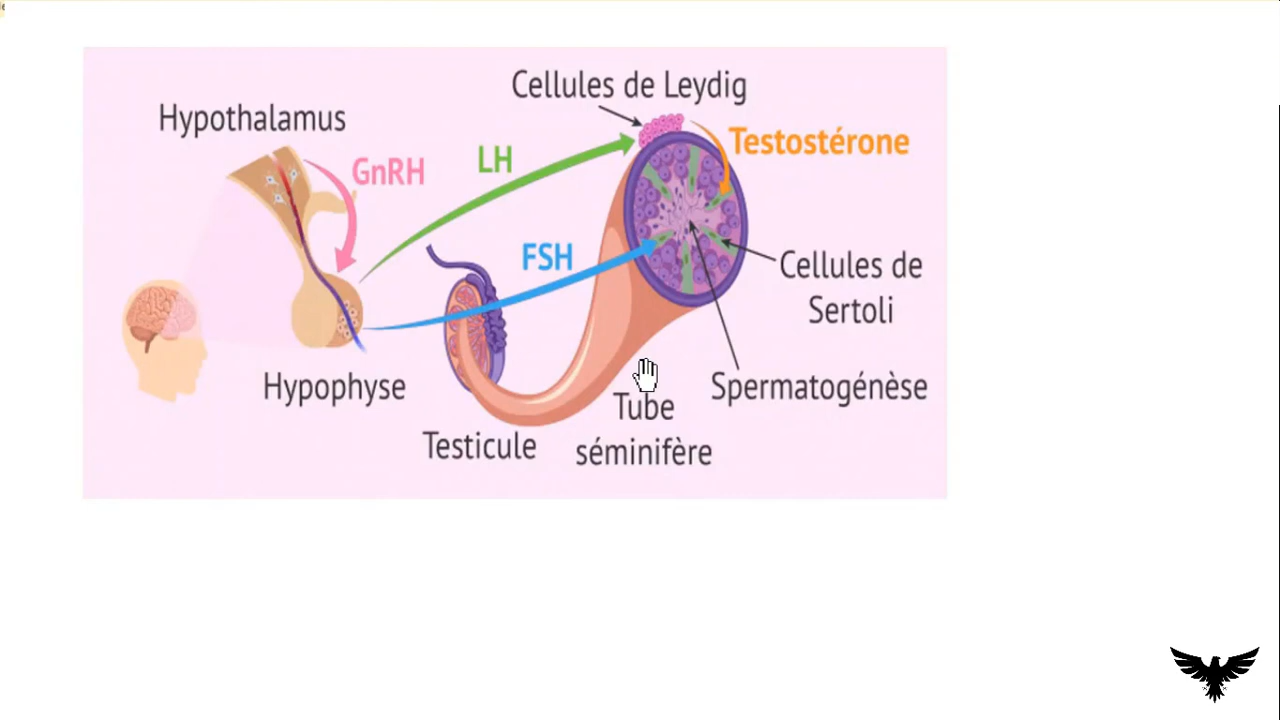 Cellules de Leydig
Hypothalamus
Testostérone
GnRH
LH
FSH
Cellules de
Sertoli
Hypophyse
Spermatogénèse
Tube
séminifère
Testicule